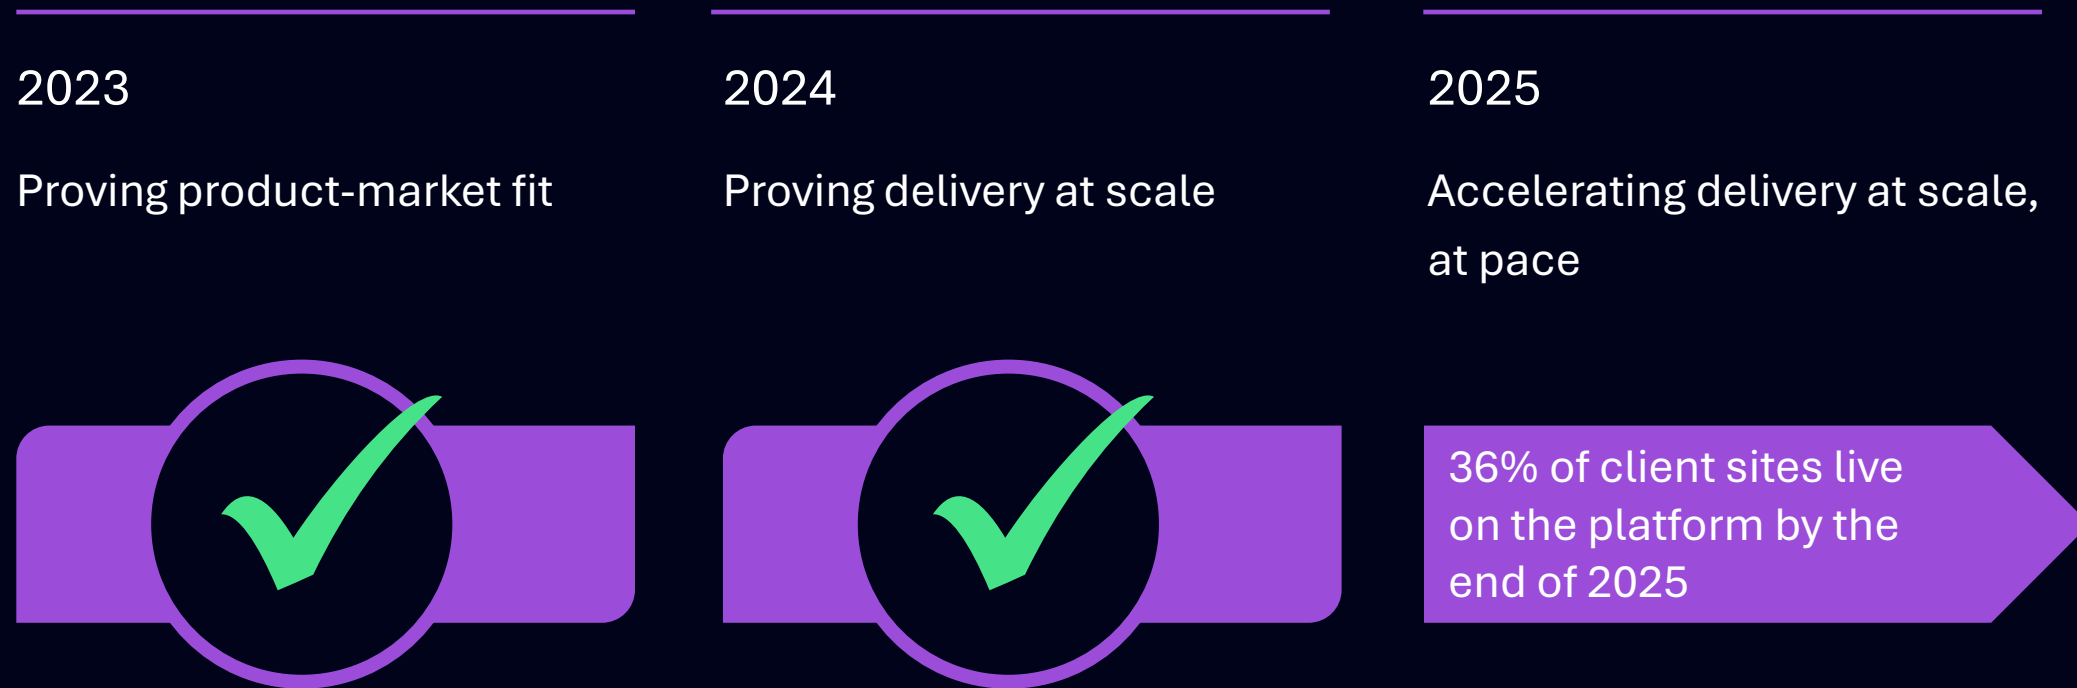 2023
Proving product-market fit
2024
Proving delivery at scale
2025
Accelerating delivery at scale,
at pace
36% of client sites live
on the platform by the
end of 2025